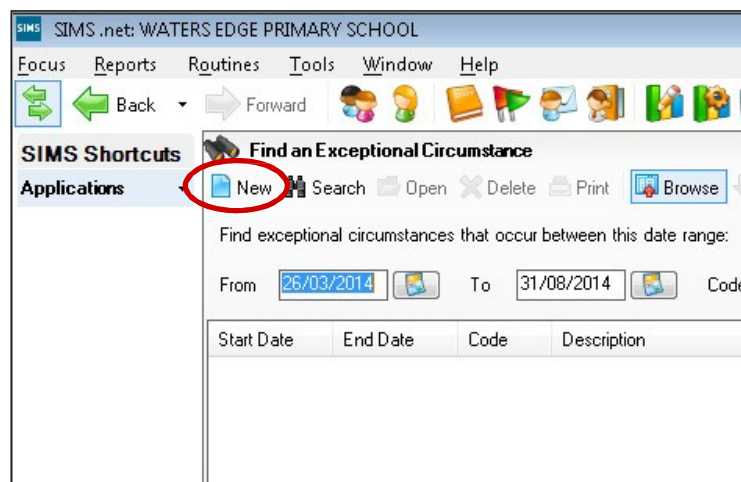 SIMS SIMS .net: WATERS EDGE PRIMARY SCHOOL
Focus Reports Routines Tools Window Help
Back Forward
SIMS Shortcuts
Applications
Find an Exceptional Circumstance
New Search Open Delete Print Browse
Find exceptional circumstances that occur between this date range:
From 26/03/2014 To 31/08/2014 Code
Start Date End Date Code Description